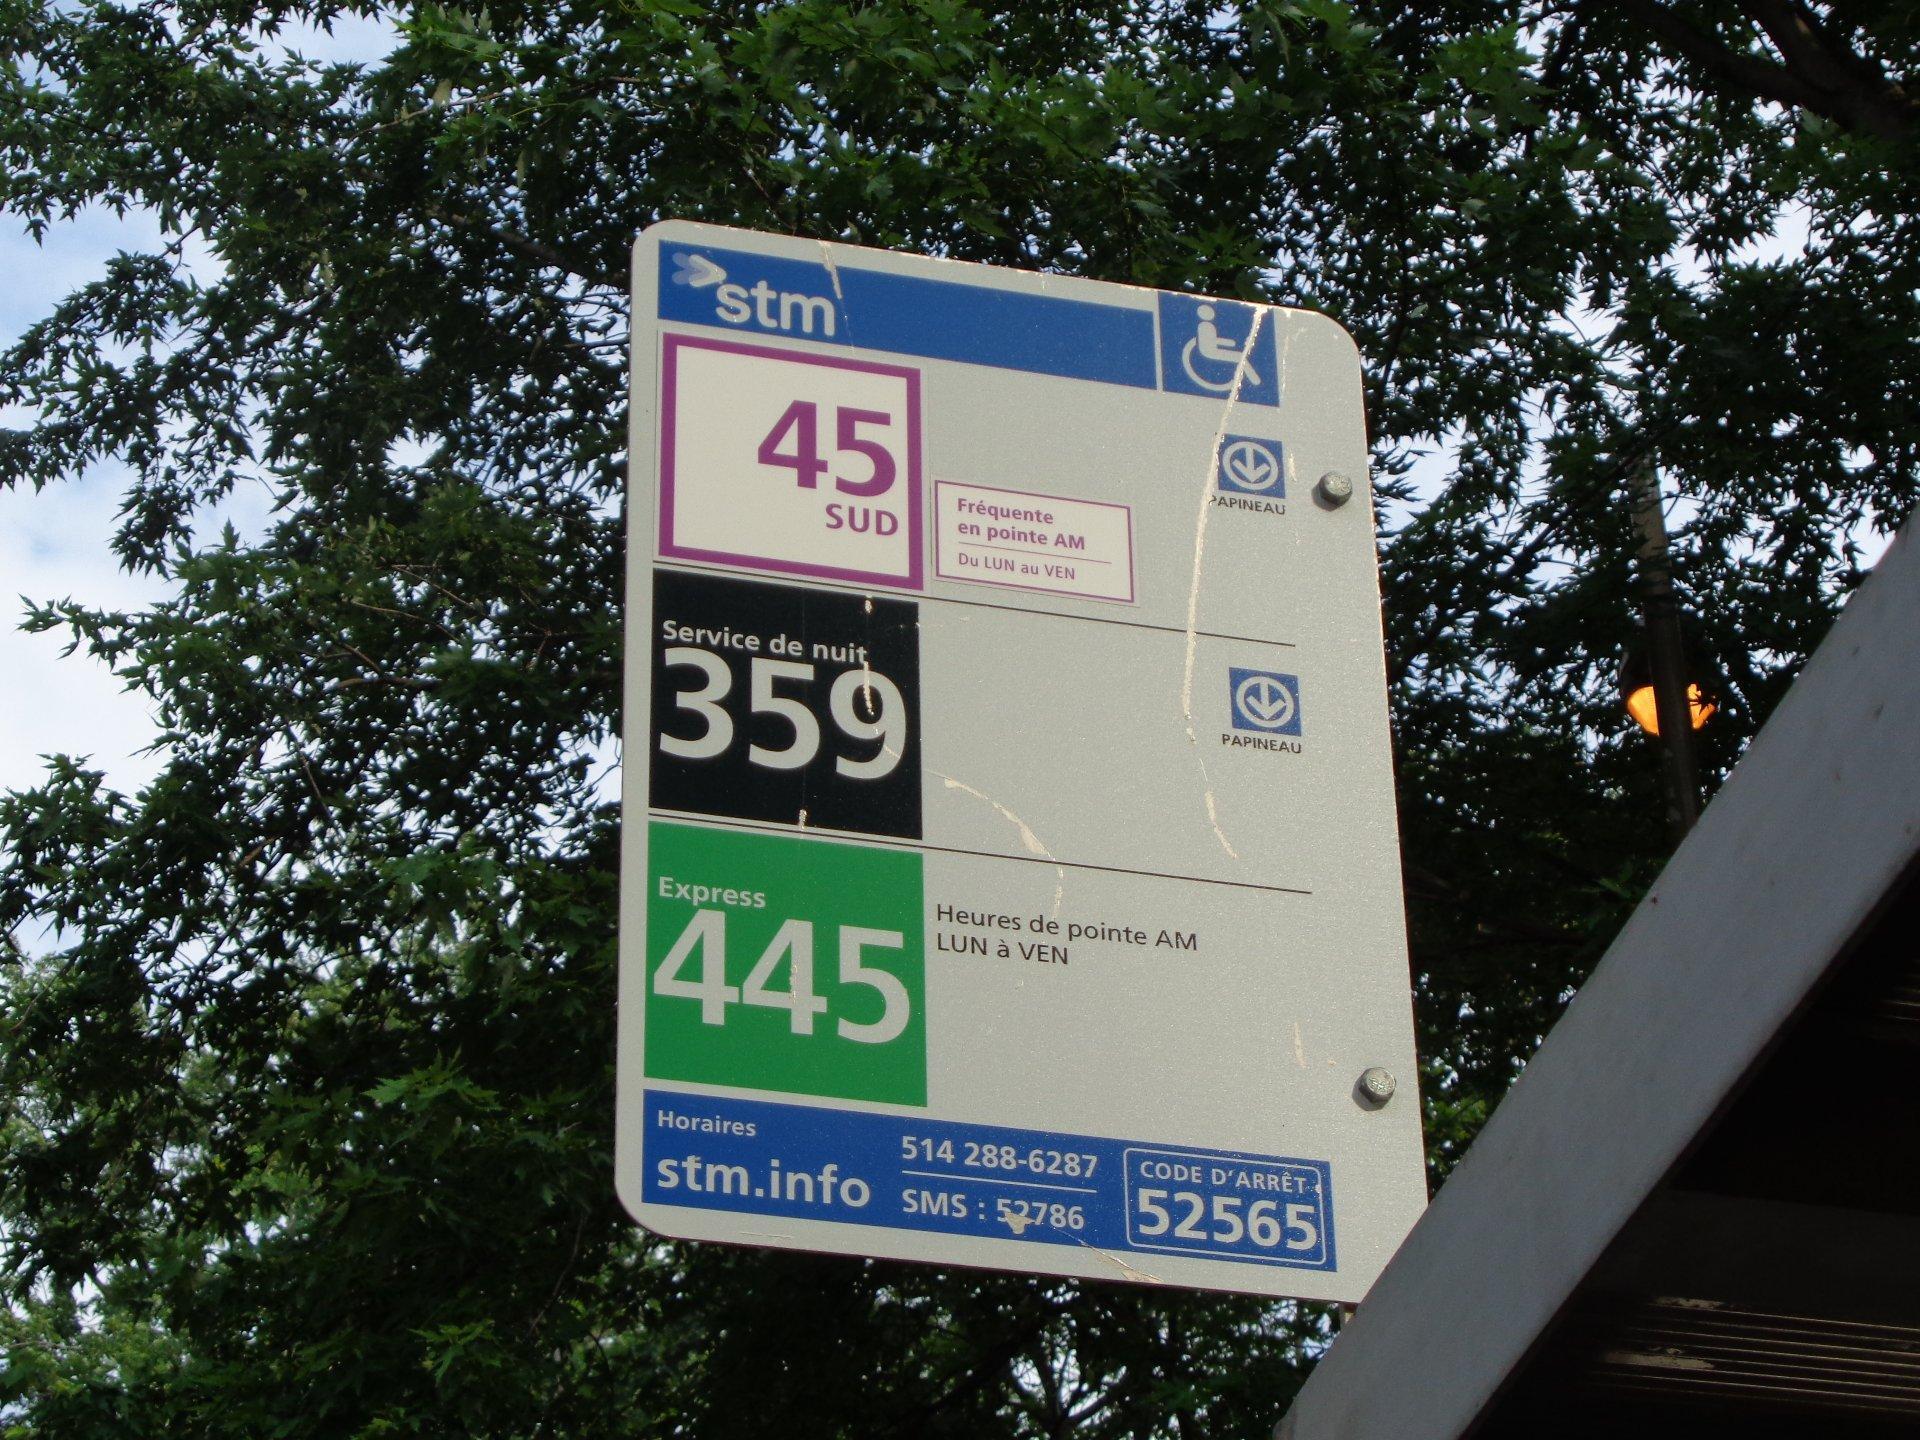 stm
45
SUD
Fréquente
en pointe AM
Du LUN au VEN
PAPINEAU
Service de nuit
359
PAPINEAU
Express
445
Heures de pointe AM
LUN à VEN
Horaires
stm.info
514 288-6287
SMS : 52786
CODE D'ARRÊT
52565